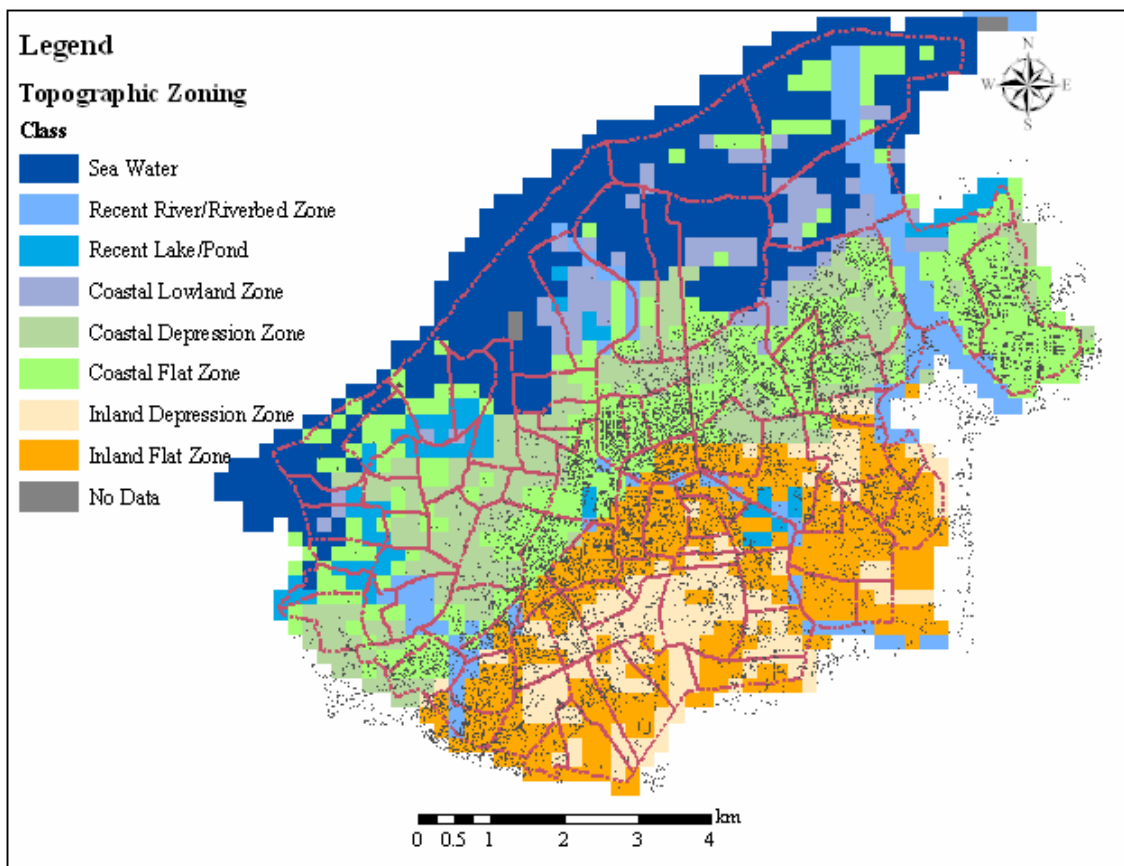 Legend
Topographic Zoning
Class
Sea Water
Recent River/Riverbed Zone
Recent Lake/Pond
Coastal Lowland Zone
Coastal Depression Zone
Coastal Flat Zone
Inland Depression Zone
Inland Flat Zone
No Data
N
W E
S
km
0 0.5 1 2 3 4